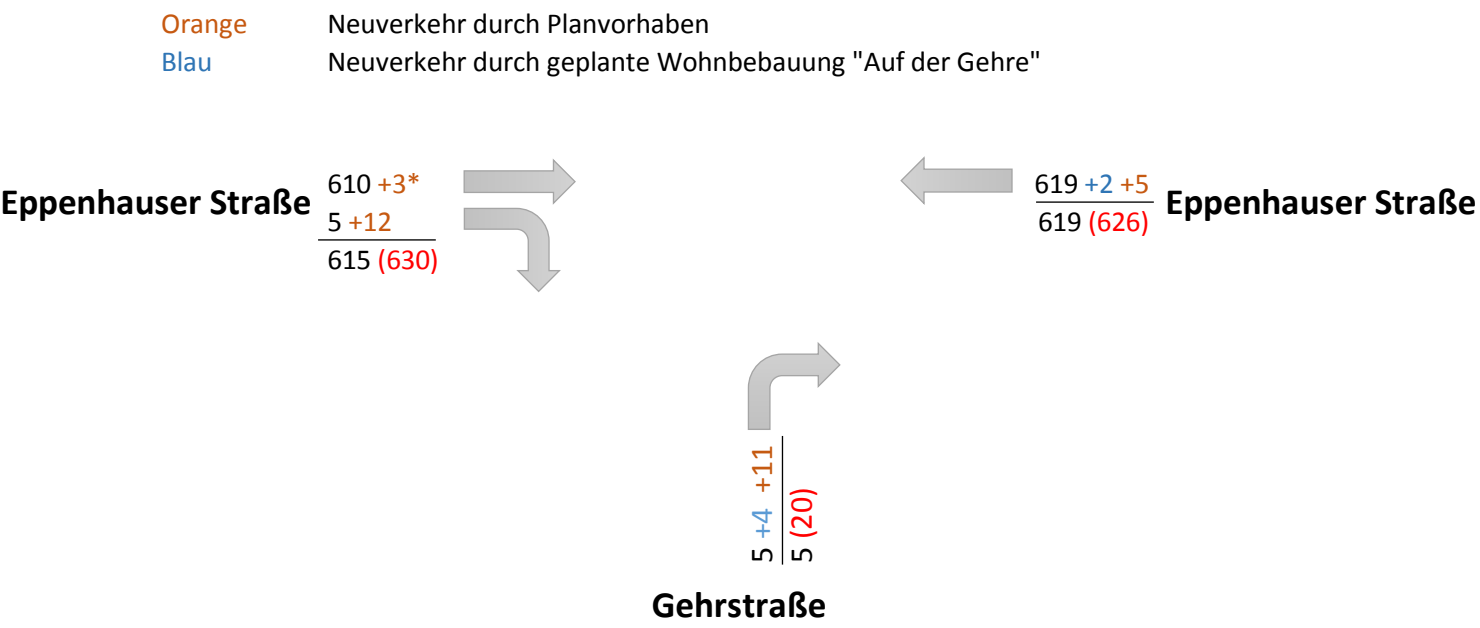 Orange Neuverkehr durch Planvorhaben
Blau Neuverkehr durch geplante Wohnbebauung "Auf der Gehre"
Eppenhauser Straße
610 +3*
5 +12
615 (630)
619 +2 +5
619 (626)
Eppenhauser Straße
5 +4 +11
5 (20)
Gehrstraße